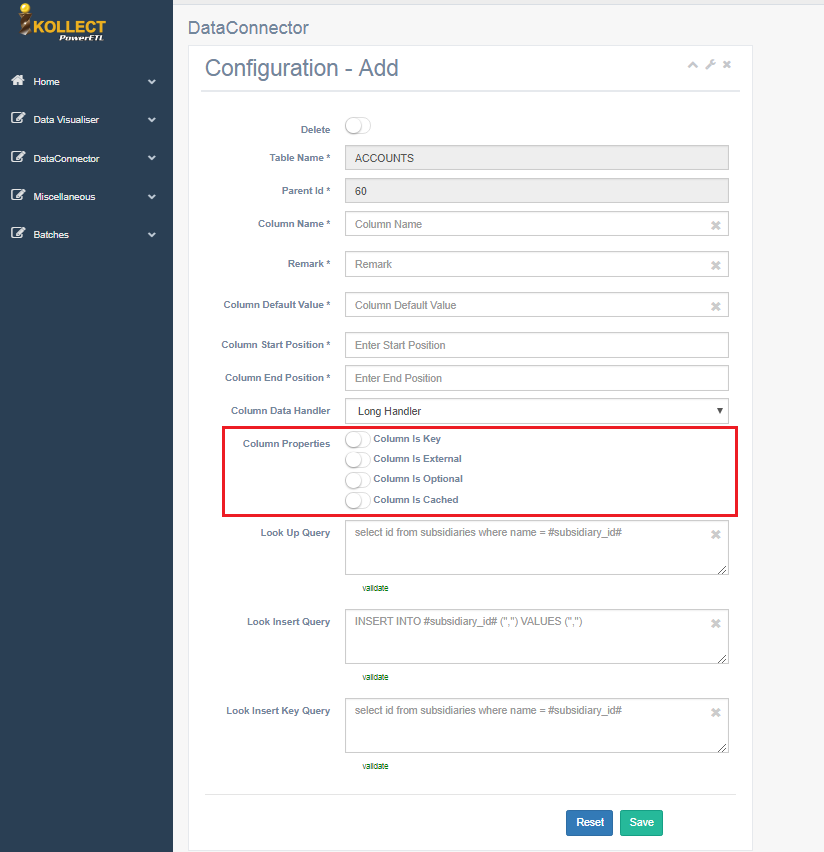 KOLLECT
PowerETL
Home
Data Visualiser
DataConnector
Miscellaneous
Batches
DataConnector
Configuration - Add
Delete
Table Name * ACCOUNTS
Parent Id * 60
Column Name * Column Name
Remark * Remark
Column Default Value * Column Default Value
Column Start Position * Enter Start Position
Column End Position * Enter End Position
Column Data Handler Long Handler
Column Properties Column Is Key
Column Is External
Column Is Optional
Column Is Cached
Look Up Query select id from subsidiaries where name = #subsidiary_id#
validate
Look Insert Query INSERT INTO #subsidiary_id# (",") VALUES (",")
validate
Look Insert Key Query select id from subsidiaries where name = #subsidiary_id#
validate
Reset Save